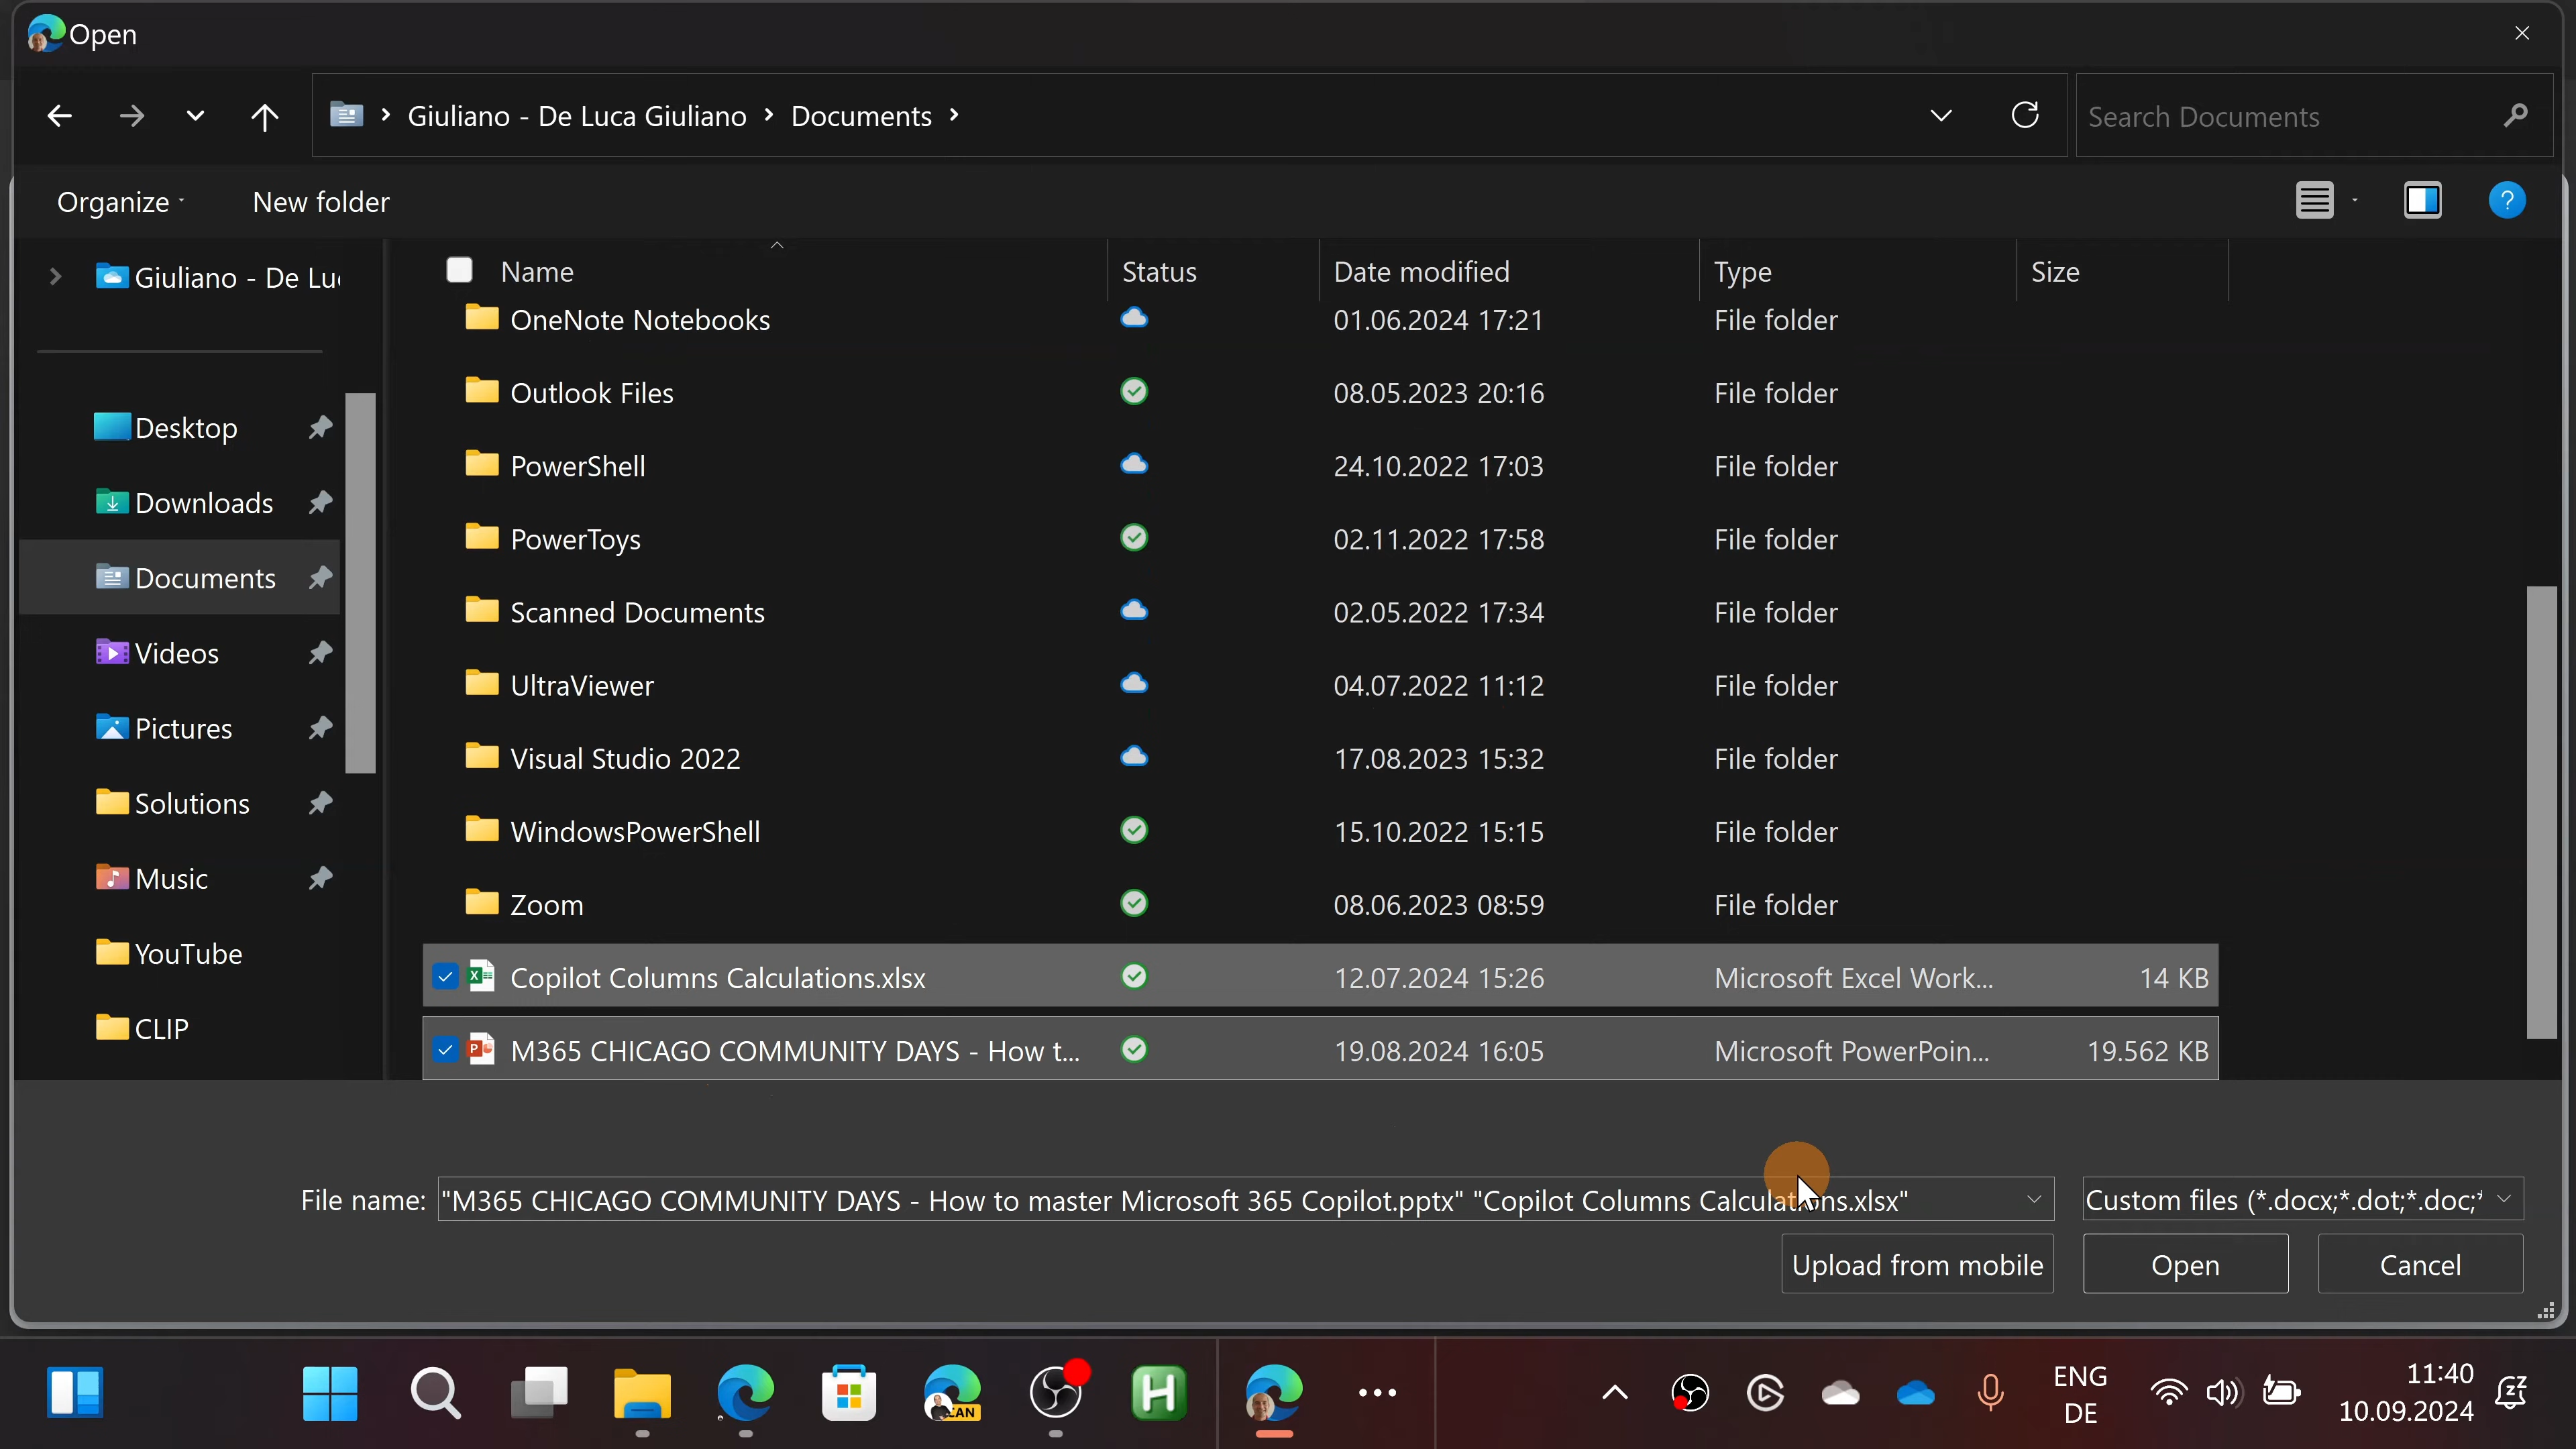 Open
Giuliano - De Luca Giuliano > Documents >
Search Documents
Organize
New folder
Giuliano - De Lu
Desktop
Downloads
Documents
Videos
Pictures
Solutions
Music
YouTube
CLIP
Name Status Date modified Type Size
OneNote Notebooks 01.06.2024 17:21 File folder
Outlook Files 08.05.2023 20:16 File folder
PowerShell 24.10.2022 17:03 File folder
PowerToys 02.11.2022 17:58 File folder
Scanned Documents 02.05.2022 17:34 File folder
UltraViewer 04.07.2022 11:12 File folder
Visual Studio 2022 17.08.2023 15:32 File folder
WindowsPowerShell 15.10.2022 15:15 File folder
Zoom 08.06.2023 08:59 File folder
Copilot Columns Calculations.xlsx 12.07.2024 15:26 Microsoft Excel Work... 14 KB
M365 CHICAGO COMMUNITY DAYS - How t... 19.08.2024 16:05 Microsoft PowerPoin... 19.562 KB
File name: "M365 CHICAGO COMMUNITY DAYS - How to master Microsoft 365 Copilot.pptx" "Copilot Columns Calculations.xlsx" Custom files (*.docx;*.dot;*.doc;*
Upload from mobile Open Cancel
CAN
ENG
DE
11:40
10.09.2024